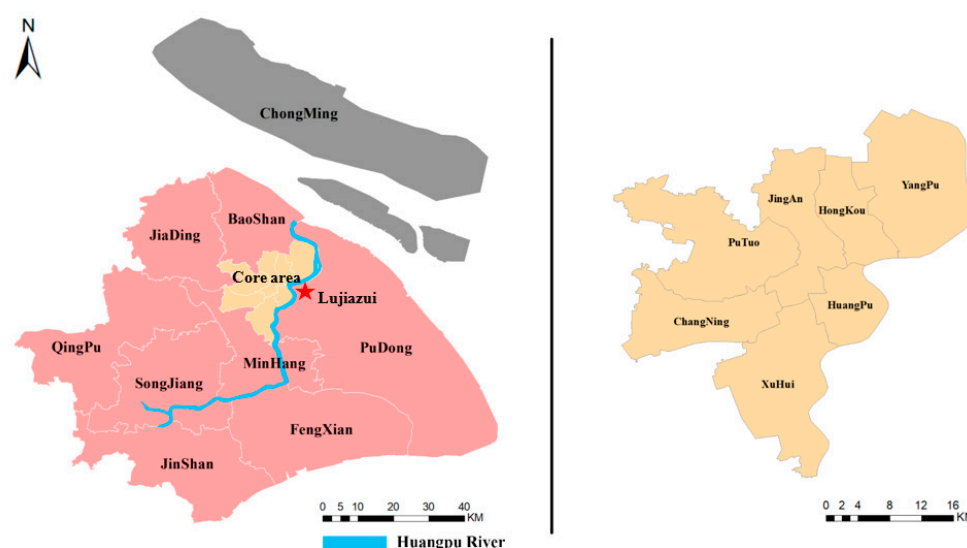 N
ChongMing
BaoShan
JiaDing
Core area
Lujiazui
QingPu
PuDong
MinHang
SongJiang
FengXian
JinShan
0 5 10 20 30 40
KM
Huangpu River
YangPu
JingAn
HongKou
PuTuo
HuangPu
ChangNing
XuHui
0 2 4 8 12 16
KM